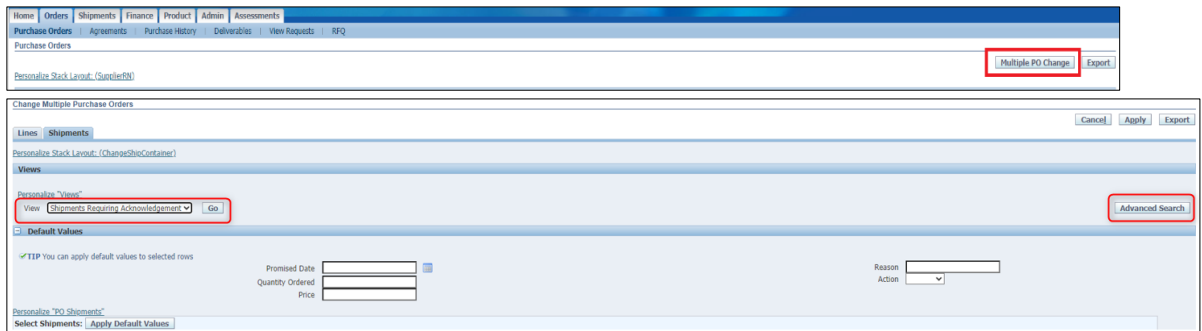 Home Orders Shipments Finance Product Admin Assessments
Purchase Orders | Agreements | Purchase History | Deliverables | View Requests | RFQ
Purchase Orders
Multiple PO Change Export
Personalize Stack Layout: (SupplierRN)
Change Multiple Purchase Orders
Cancel Apply Export
Lines Shipments
Personalize Stack Layout: (ChangeShipContainer)
Views
Personalize "Views"
View Shipments Requiring Acknowledgement Go Advanced Search
Default Values
TIP You can apply default values to selected rows
Promised Date Reason
Quantity Ordered Action
Price
Personalize "PO Shipments"
Select Shipments: Apply Default Values